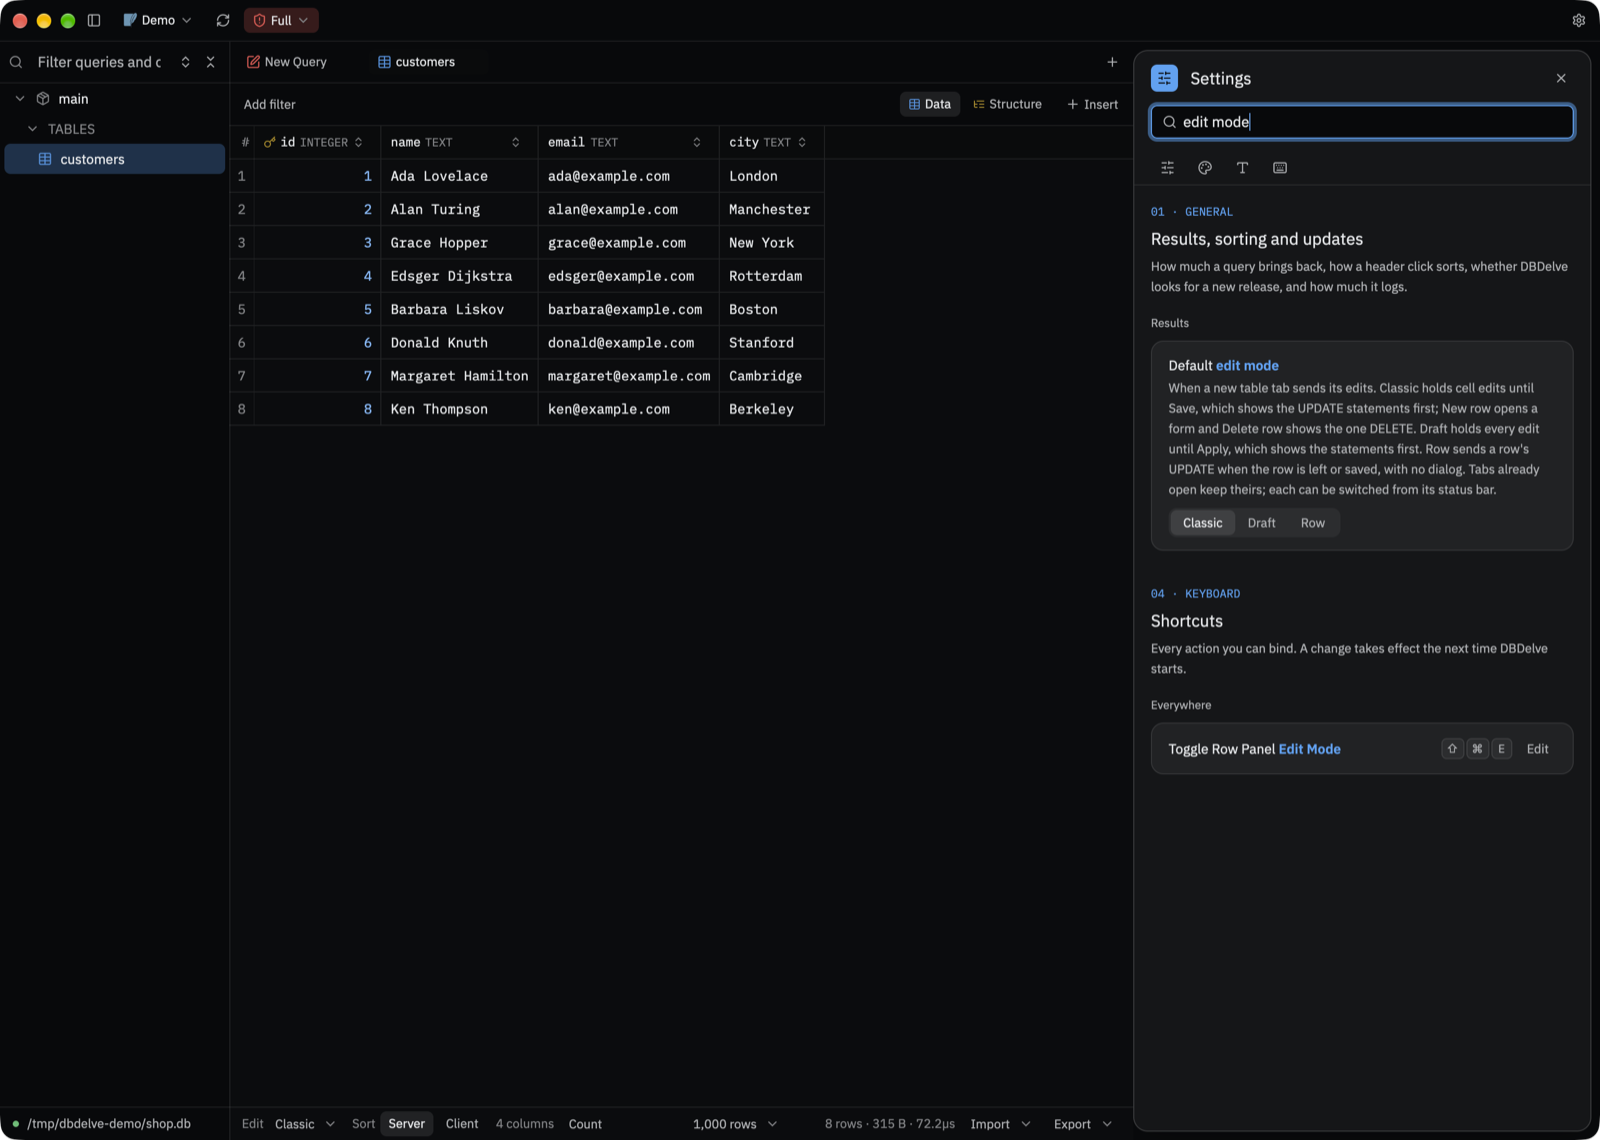 Demo
Full
Filter queries and c
New Query
customers
main
TABLES
customers
Add filter
Data
Structure
Insert
# id INTEGER name TEXT email TEXT city TEXT
1 1 Ada Lovelace ada@example.com London
2 2 Alan Turing alan@example.com Manchester
3 3 Grace Hopper grace@example.com New York
4 4 Edsger Dijkstra edsger@example.com Rotterdam
5 5 Barbara Liskov barbara@example.com Boston
6 6 Donald Knuth donald@example.com Stanford
7 7 Margaret Hamilton margaret@example.com Cambridge
8 8 Ken Thompson ken@example.com Berkeley
Settings
edit mode
01 · GENERAL
Results, sorting and updates
How much a query brings back, how a header click sorts, whether DBDelve
looks for a new release, and how much it logs.
Results
Default edit mode
When a new table tab sends its edits. Classic holds cell edits until
Save, which shows the UPDATE statements first; New row opens a
form and Delete row shows the one DELETE. Draft holds every edit
until Apply, which shows the statements first. Row sends a row's
UPDATE when the row is left or saved, with no dialog. Tabs already
open keep theirs; each can be switched from its status bar.
Classic Draft Row
04 · KEYBOARD
Shortcuts
Every action you can bind. A change takes effect the next time DBDelve
starts.
Everywhere
Toggle Row Panel Edit Mode ⇧ ⌘ E Edit
/tmp/dbdelve-demo/shop.db
Edit Classic Sort Server Client 4 columns Count 1,000 rows 8 rows · 315 B · 72.2µs Import Export